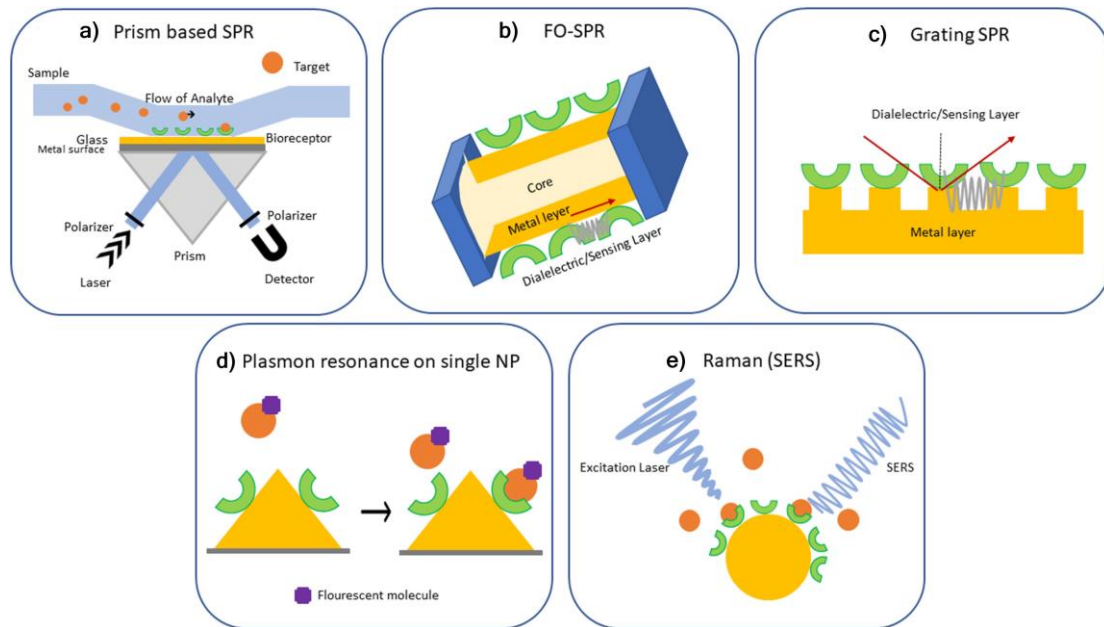 a) Prism based SPR
Target
Sample
Flow of Analyte
Glass
Bioreceptor
Metal surface
Polarizer
Polarizer
Prism
Laser
Detector
b) FO-SPR
Core
Metal leyer
Dialelectric/Sensing Layer
c) Grating SPR
Dialelectric/Sensing Layer
Metal layer
d) Plasmon resonance on single NP
Flourescent molecule
e) Raman (SERS)
Excitation Laser
SERS